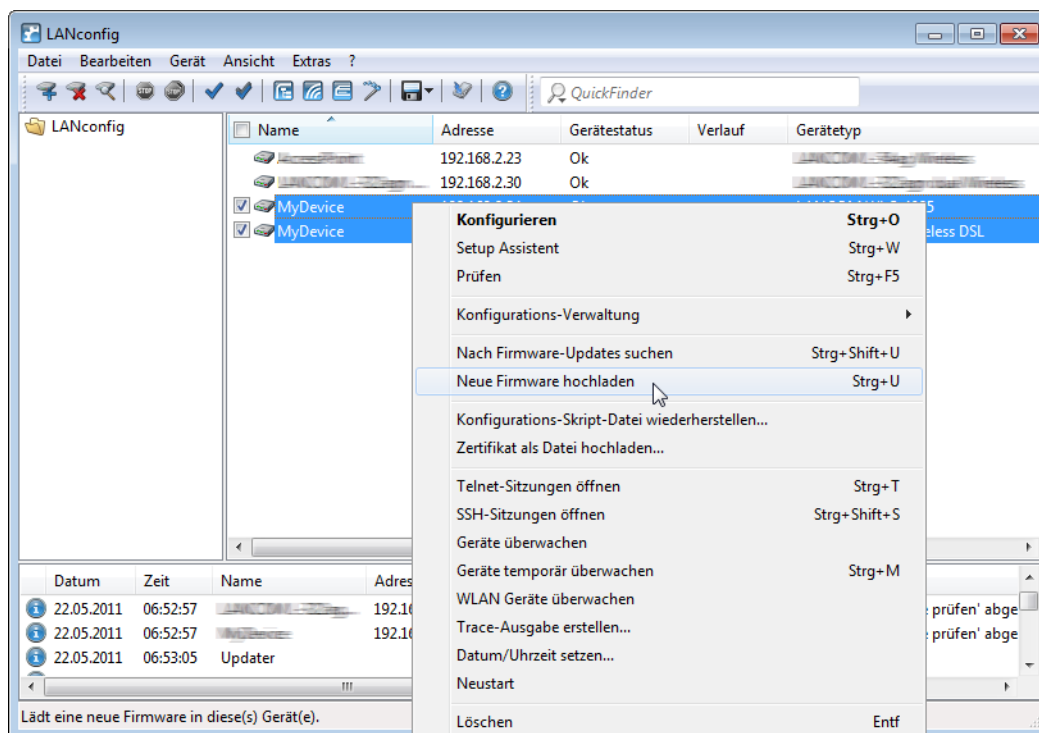 LANconfig
Datei Bearbeiten Gerät Ansicht Extras ?
QuickFinder
LANconfig
Name Adresse Gerätestatus Verlauf Gerätetyp
192.168.2.23 Ok
192.168.2.30 Ok
MyDevice
MyDevice eless DSL
Konfigurieren Strg+O
Setup Assistent Strg+W
Prüfen Strg+F5
Konfigurations-Verwaltung
Nach Firmware-Updates suchen Strg+Shift+U
Neue Firmware hochladen Strg+U
Konfigurations-Skript-Datei wiederherstellen...
Zertifikat als Datei hochladen...
Telnet-Sitzungen öffnen Strg+T
SSH-Sitzungen öffnen Strg+Shift+S
Geräte überwachen
Geräte temporär überwachen Strg+M
WLAN Geräte überwachen
Trace-Ausgabe erstellen...
Datum/Uhrzeit setzen...
Neustart
Löschen Entf
Datum Zeit Name Adres
22.05.2011 06:52:57 192.16 prüfen' abge
22.05.2011 06:52:57 192.16 prüfen' abge
22.05.2011 06:53:05 Updater
Lädt eine neue Firmware in diese(s) Gerät(e).